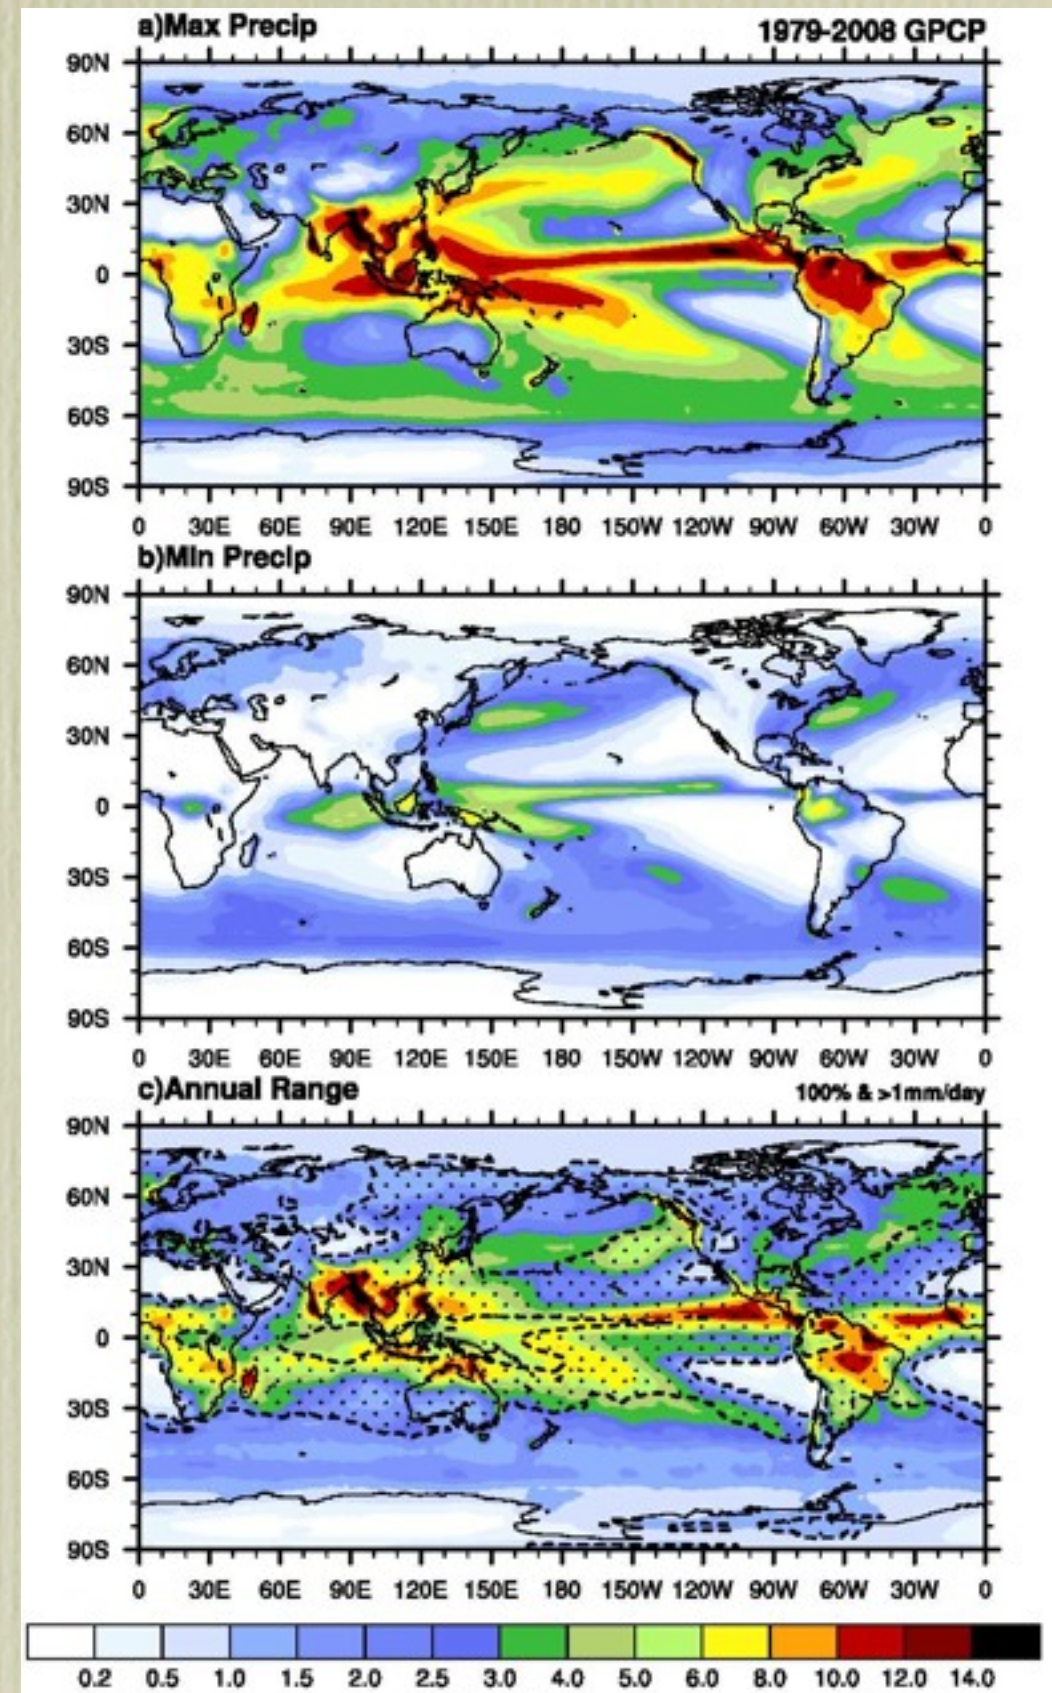 a)Max Precip 1979-2008 GPCP
90N
60N
30N
0
30S
60S
90S
0 30E 60E 90E 120E 150E 180 150W 120W 90W 60W 30W 0
b)Min Precip
90N
60N
30N
0
30S
60S
90S
0 30E 60E 90E 120E 150E 180 150W 120W 90W 60W 30W 0
c)Annual Range 100% & >1mm/day
90N
60N
30N
0
30S
60S
90S
0 30E 60E 90E 120E 150E 180 150W 120W 90W 60W 30W 0
0.2 0.5 1.0 1.5 2.0 2.5 3.0 4.0 5.0 6.0 8.0 10.0 12.0 14.0